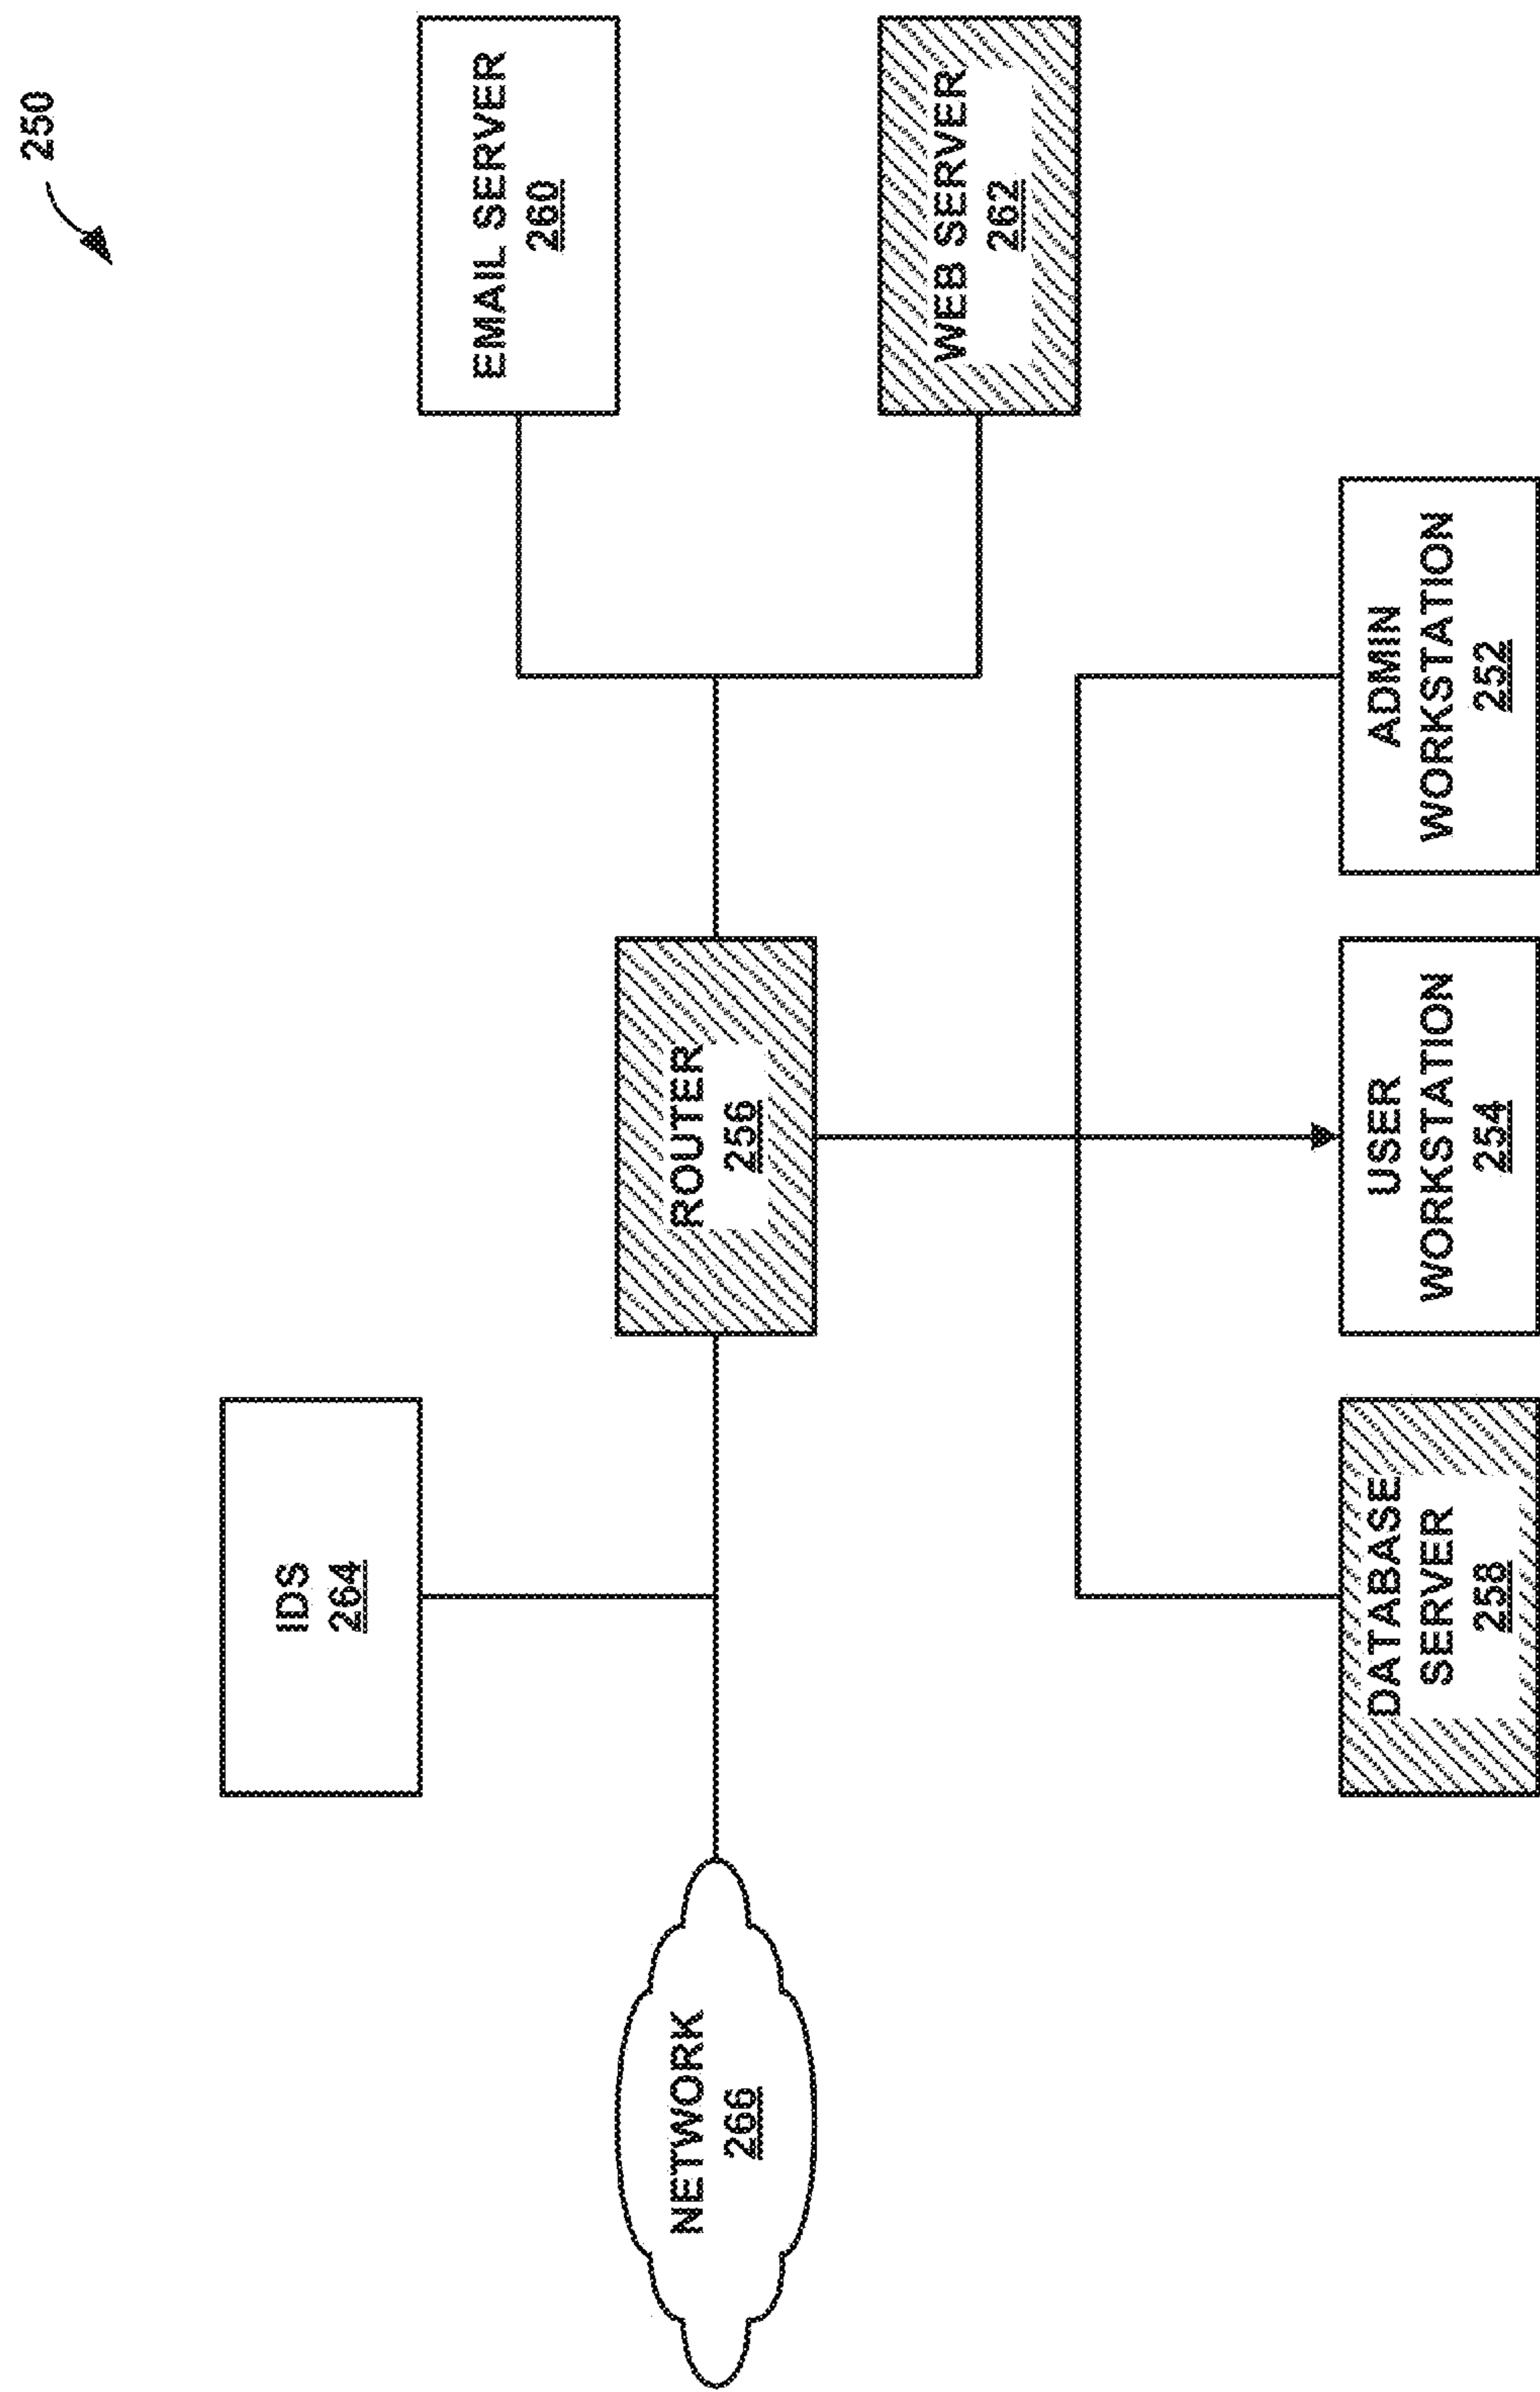 250
IDS
264
EMAIL SERVER
260
NETWORK
266
ROUTER
256
WEB SERVER
262
DATABASE
SERVER
258
USER
WORKSTATION
254
ADMIN
WORKSTATION
252